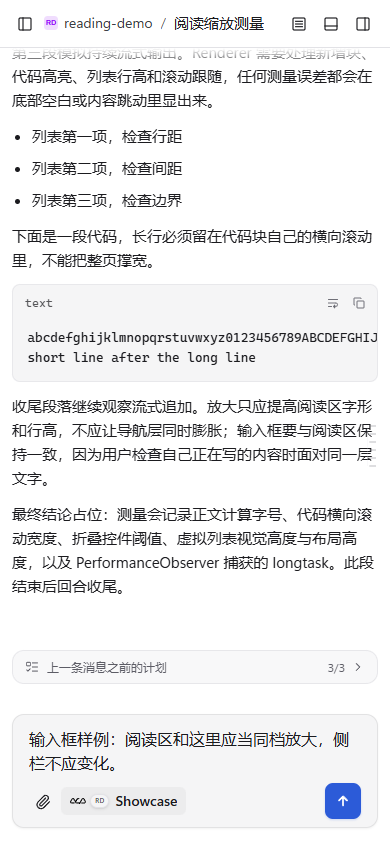 RD reading-demo / 阅读缩放测量
第三段模拟持续流式输出。Renderer 需要处理新增块、
代码高亮、列表行高和滚动跟随，任何测量误差都会在
底部空白或内容跳动里显出来。
• 列表第一项，检查行距
• 列表第二项，检查间距
• 列表第三项，检查边界
下面是一段代码，长行必须留在代码块自己的横向滚动
里，不能把整页撑宽。
text
abcdefghijklmnopqrstuvwxyz0123456789ABCDEFGHIJ
short line after the long line
收尾段落继续观察流式追加。放大只应提高阅读区字形
和行高，不应让导航层同时膨胀；输入框要与阅读区保
持一致，因为用户检查自己正在写的内容时面对同一层
文字。
最终结论占位：测量会记录正文计算字号、代码横向滚
动宽度、折叠控件阈值、虚拟列表视觉高度与布局高
度，以及 PerformanceObserver 捕获的 longtask。此段
结束后回合收尾。
上一条消息之前的计划 3/3
输入框样例：阅读区和这里应当同档放大，侧
栏不应变化。
RD Showcase